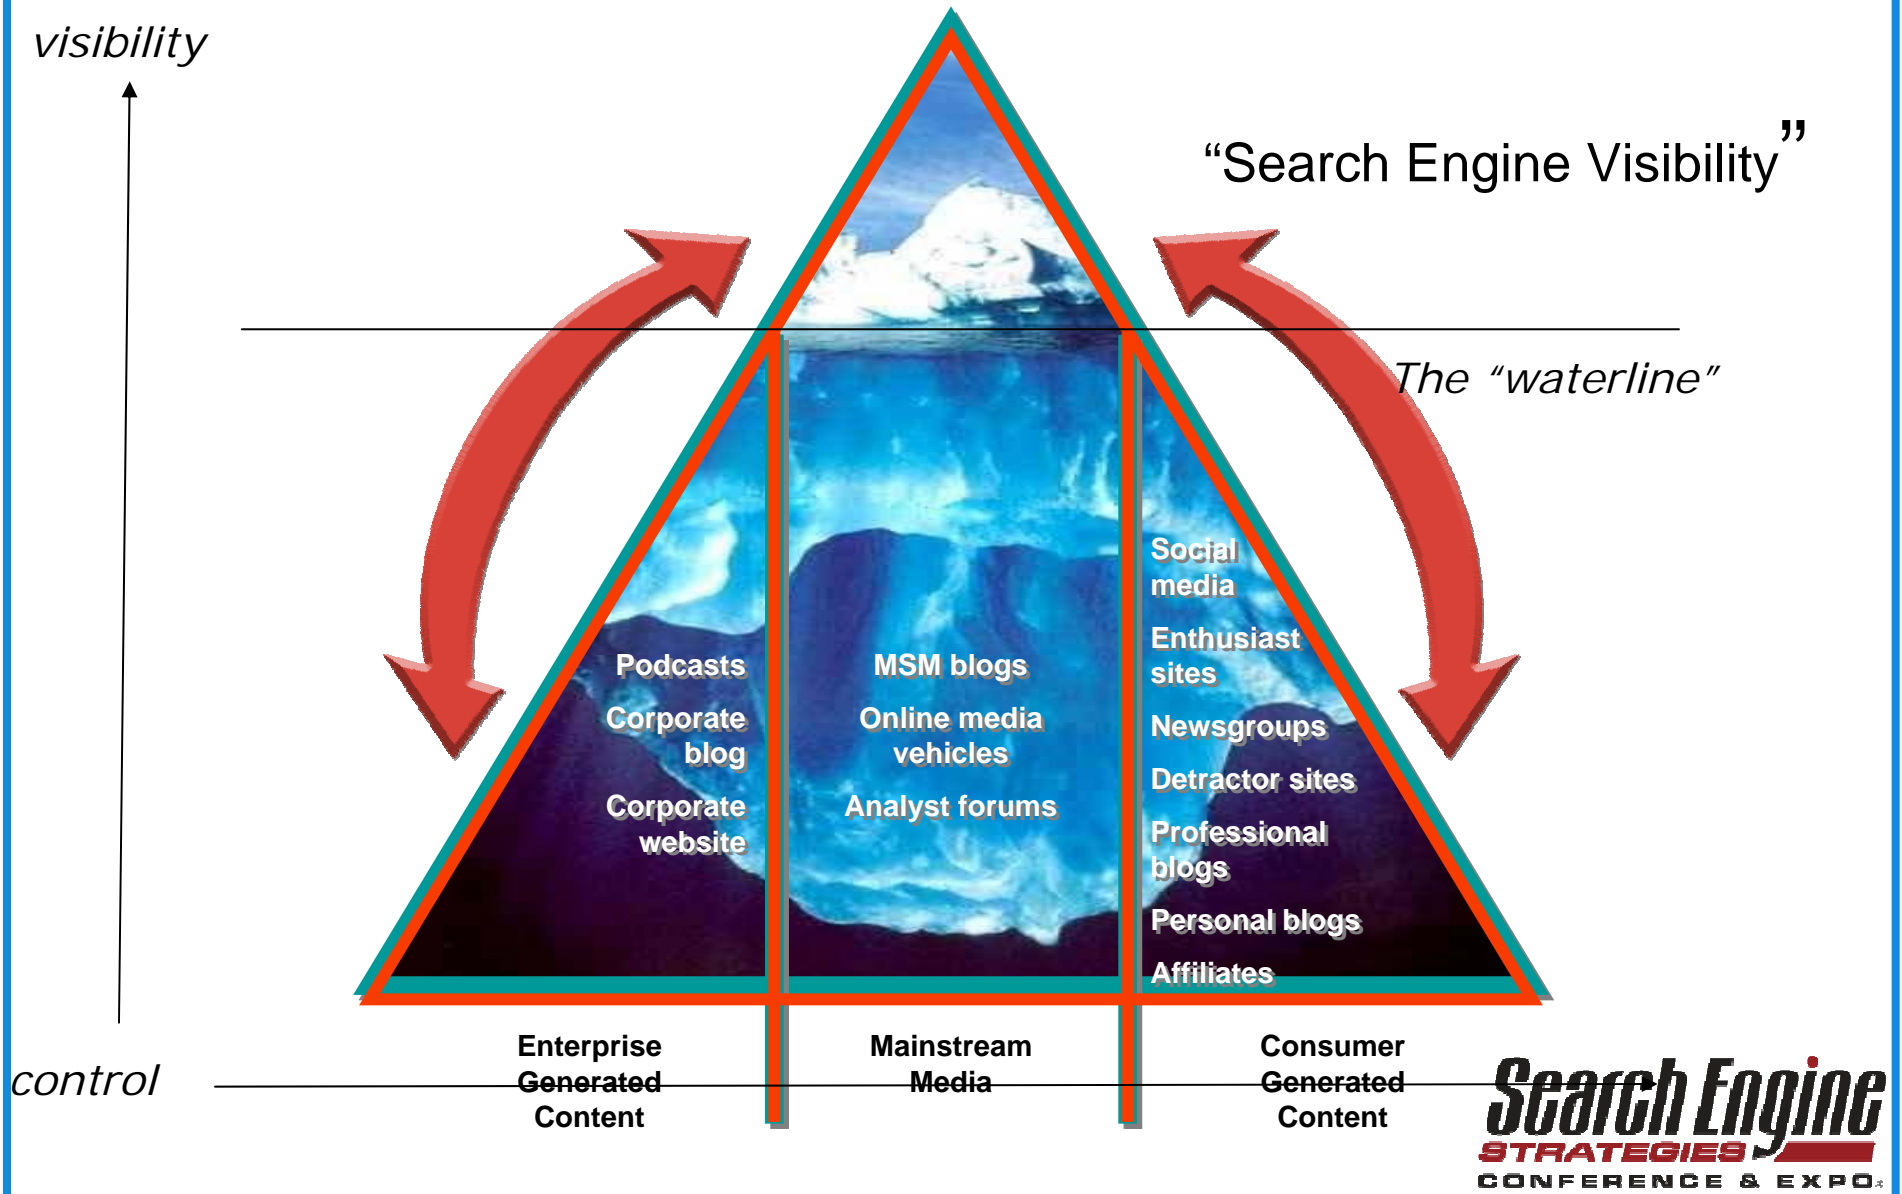 visibility
“Search Engine Visibility”
The “waterline”
Podcasts
Corporate
blog
Corporate
website
MSM blogs
Online media
vehicles
Analyst forums
Social
media
Enthusiast
sites
Newsgroups
Detractor sites
Professional
blogs
Personal blogs
Affiliates
control
Enterprise
Generated
Content
Mainstream
Media
Consumer
Generated
Content
Search Engine
STRATEGIES
CONFERENCE & EXPO